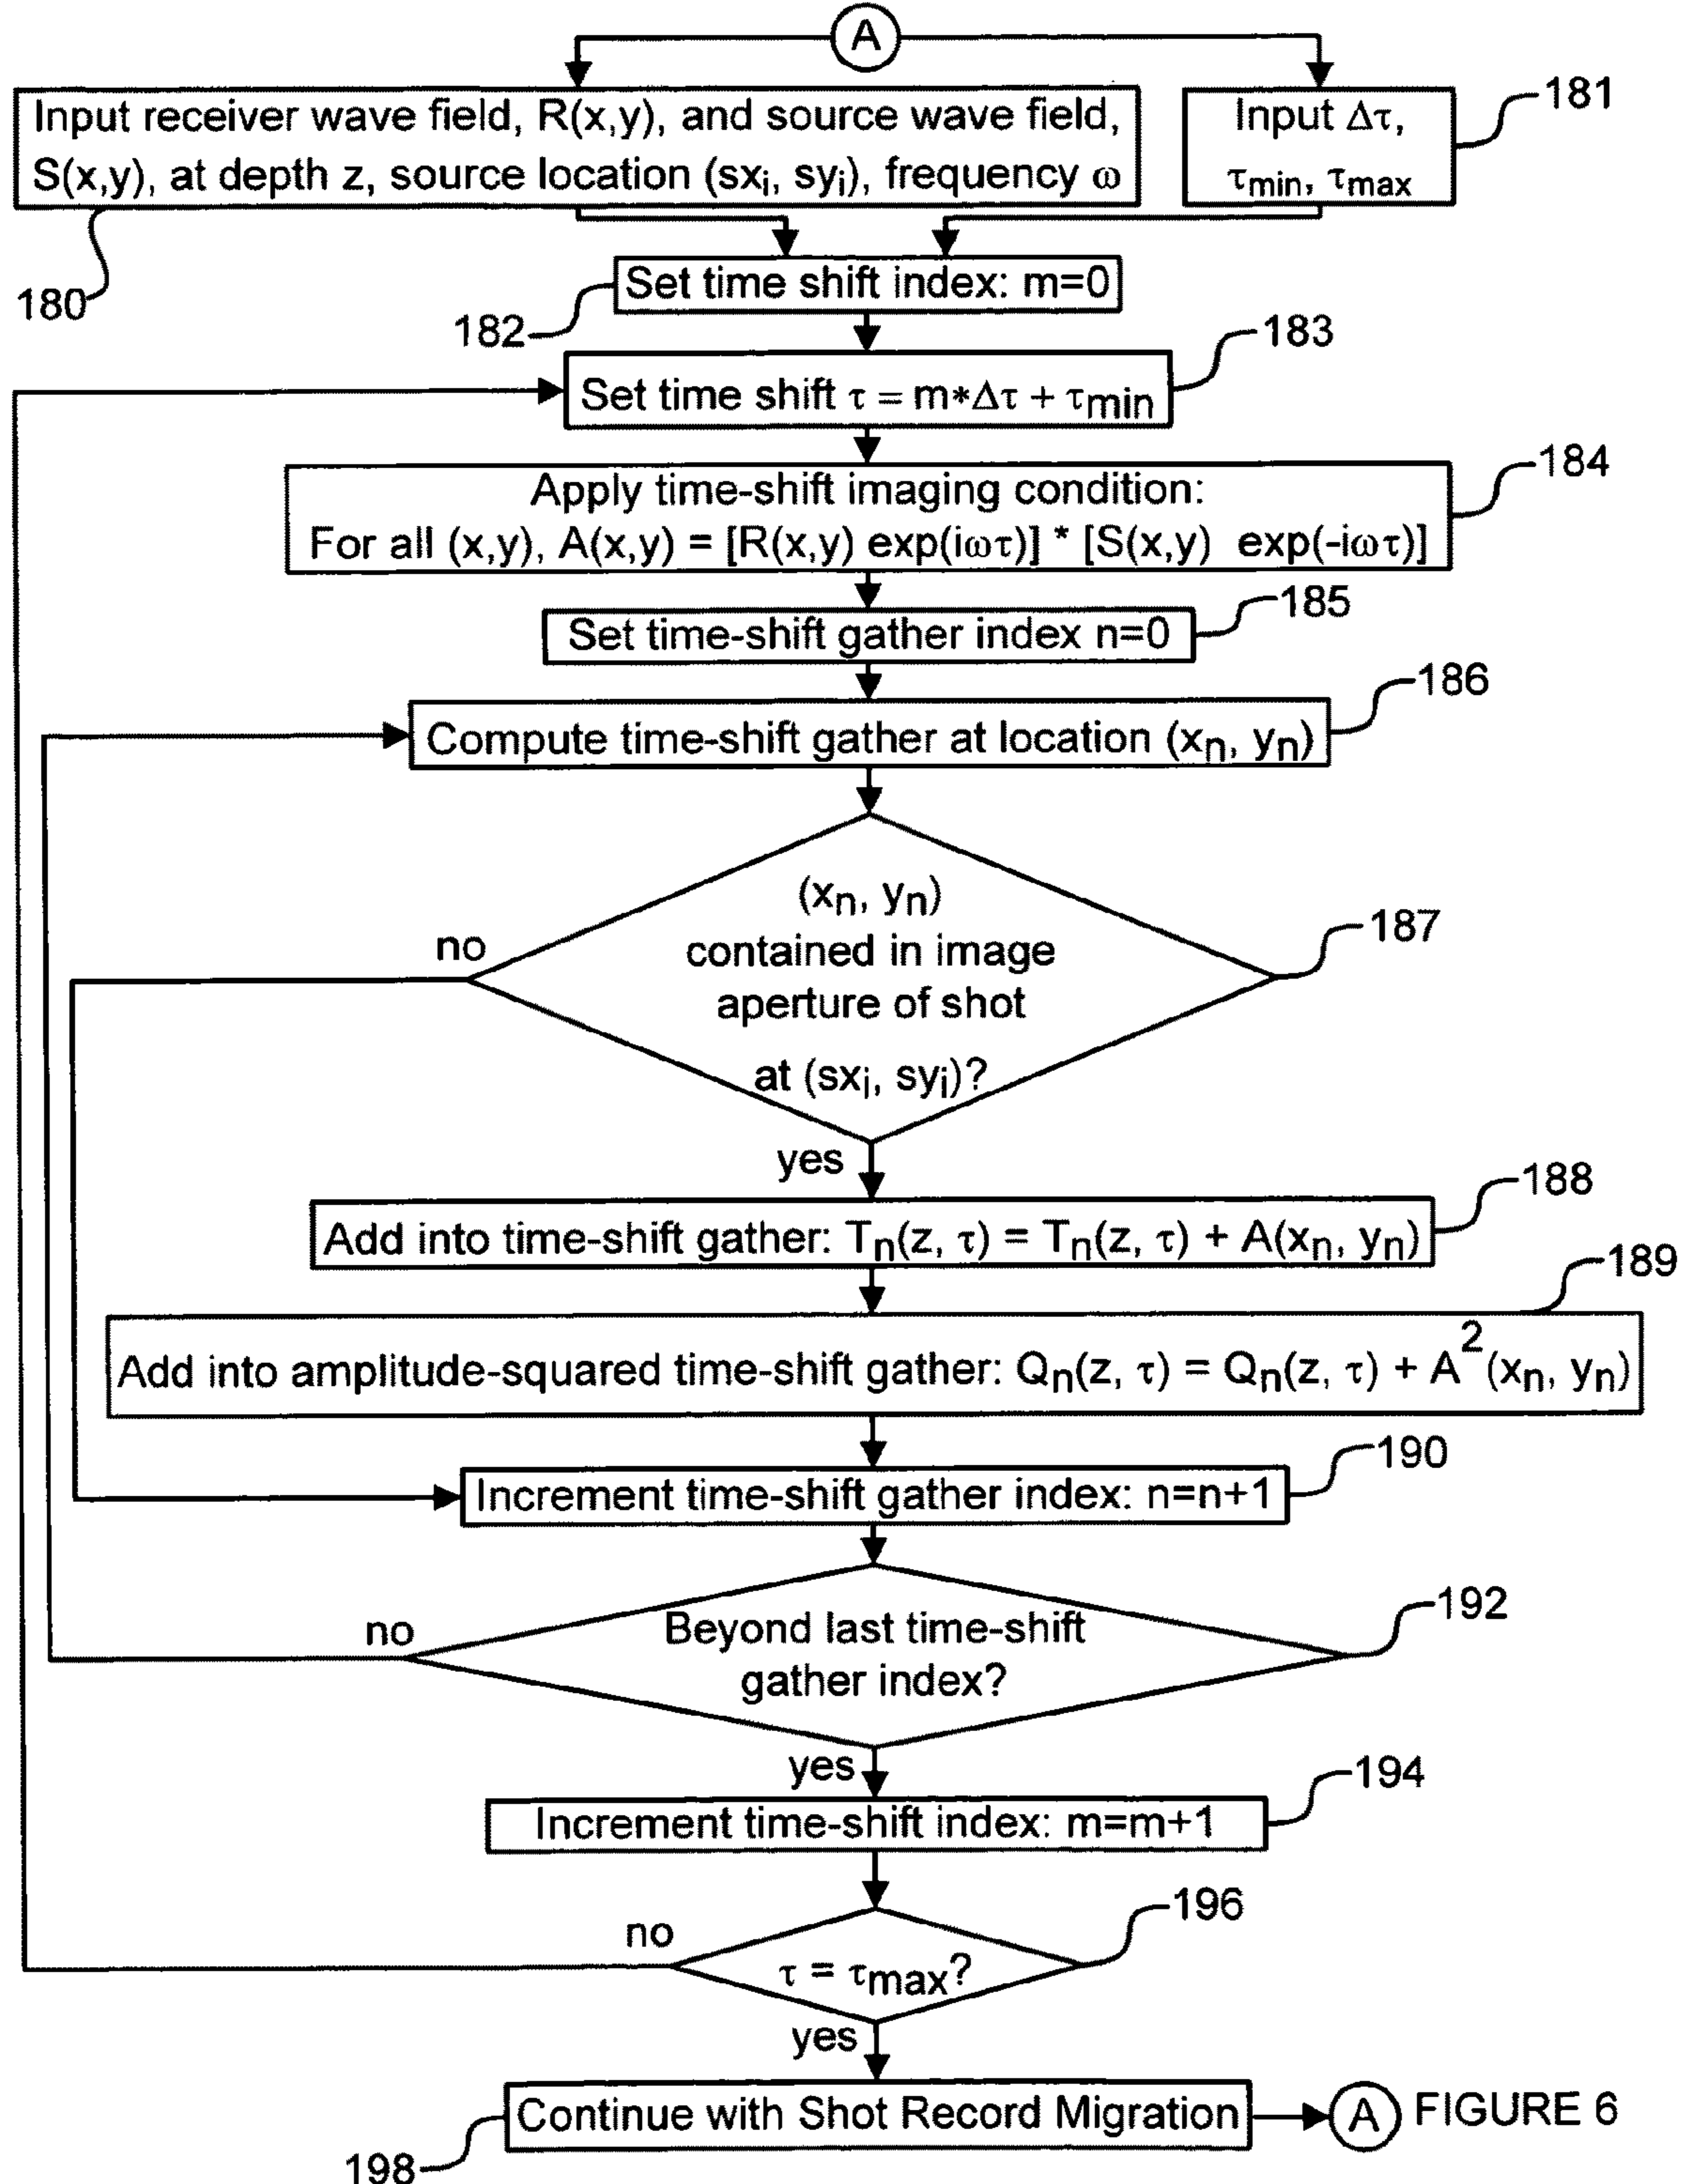 A
Input receiver wave field, R(x,y), and source wave field,
S(x,y), at depth z, source location (sxᵢ, syᵢ), frequency ω
180
Input Δτ,
τmin, τmax
181
Set time shift index: m=0
182
Set time shift τ = m*Δτ + τmin
183
Apply time-shift imaging condition:
For all (x,y), A(x,y) = [R(x,y) exp(iωτ)] * [S(x,y) exp(-iωτ)]
184
Set time-shift gather index n=0
185
Compute time-shift gather at location (xₙ, yₙ)
186
(xₙ, yₙ)
contained in image
aperture of shot
at (sxᵢ, syᵢ)?
187
no
yes
Add into time-shift gather: Tₙ(z, τ) = Tₙ(z, τ) + A(xₙ, yₙ)
188
Add into amplitude-squared time-shift gather: Qₙ(z, τ) = Qₙ(z, τ) + A²(xₙ, yₙ)
189
Increment time-shift gather index: n=n+1
190
Beyond last time-shift
gather index?
192
no
yes
Increment time-shift index: m=m+1
194
τ = τmax?
196
no
yes
Continue with Shot Record Migration
198
A
FIGURE 6